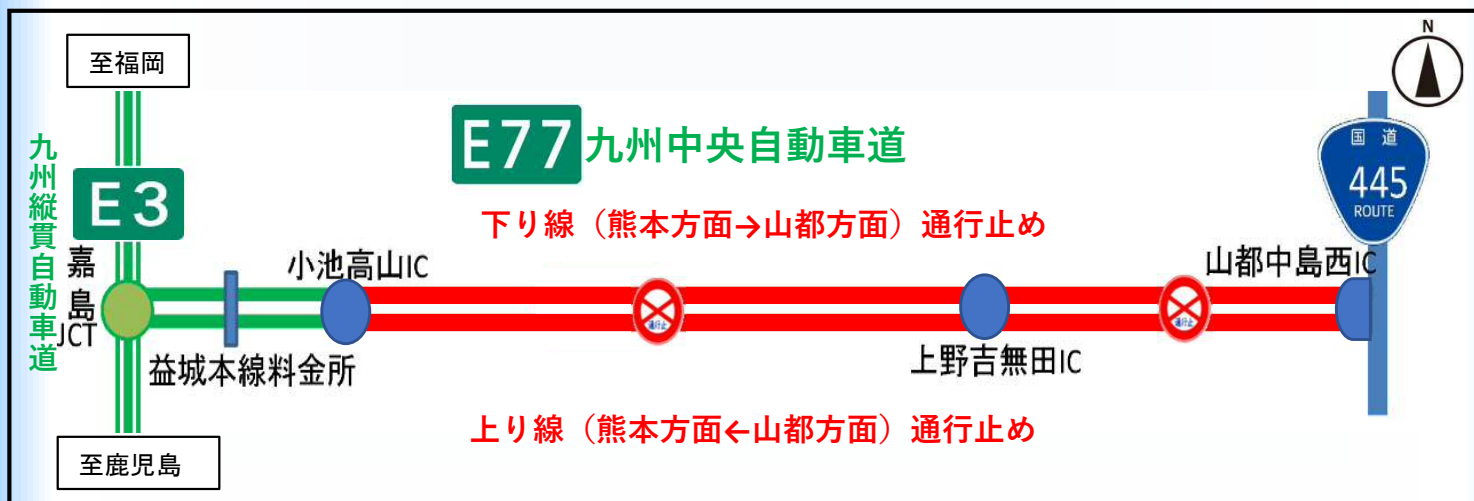 至福岡
N
九州縦貫自動車道
E3
E77 九州中央自動車道
国道
445
ROUTE
下り線（熊本方面→山都方面）通行止め
嘉島JCT
小池高山IC
山都中島西IC
通行止
通行止
益城本線料金所
上野吉無田IC
上り線（熊本方面←山都方面）通行止め
至鹿児島